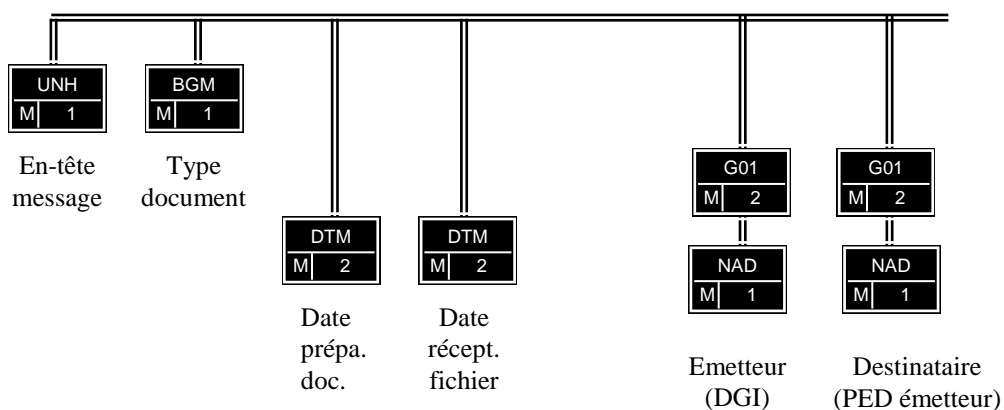 UNH
M 1
En-tête
message
BGM
M 1
Type
document
DTM
M 2
Date
prépa.
doc.
DTM
M 2
Date
récept.
fichier
G01
M 2
NAD
M 1
Emetteur
(DGI)
G01
M 2
NAD
M 1
Destinataire
(PED émetteur)